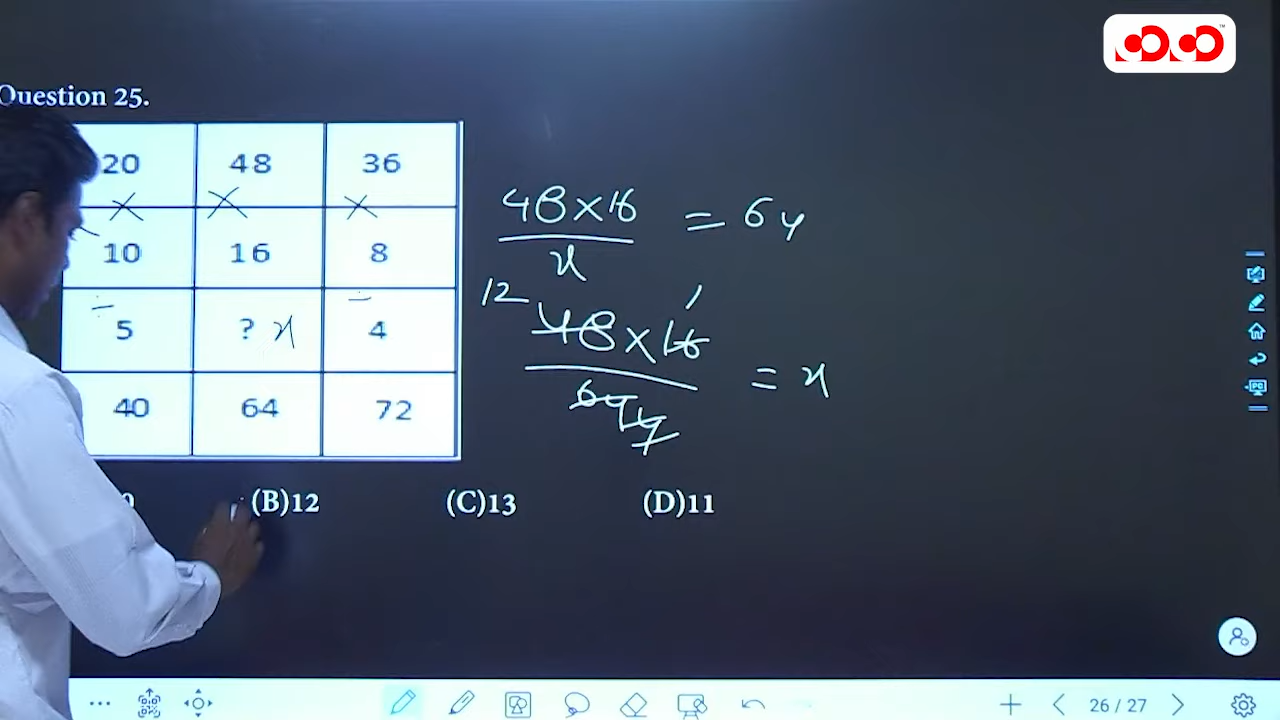 Question 25.
20 48 36
× × ×
10 16 8
÷ ÷
5 ? x 4
40 64 72
48×16 = 64
x
12 1
48×16 = x
64 4
(B)12 (C)13 (D)11
26 / 27